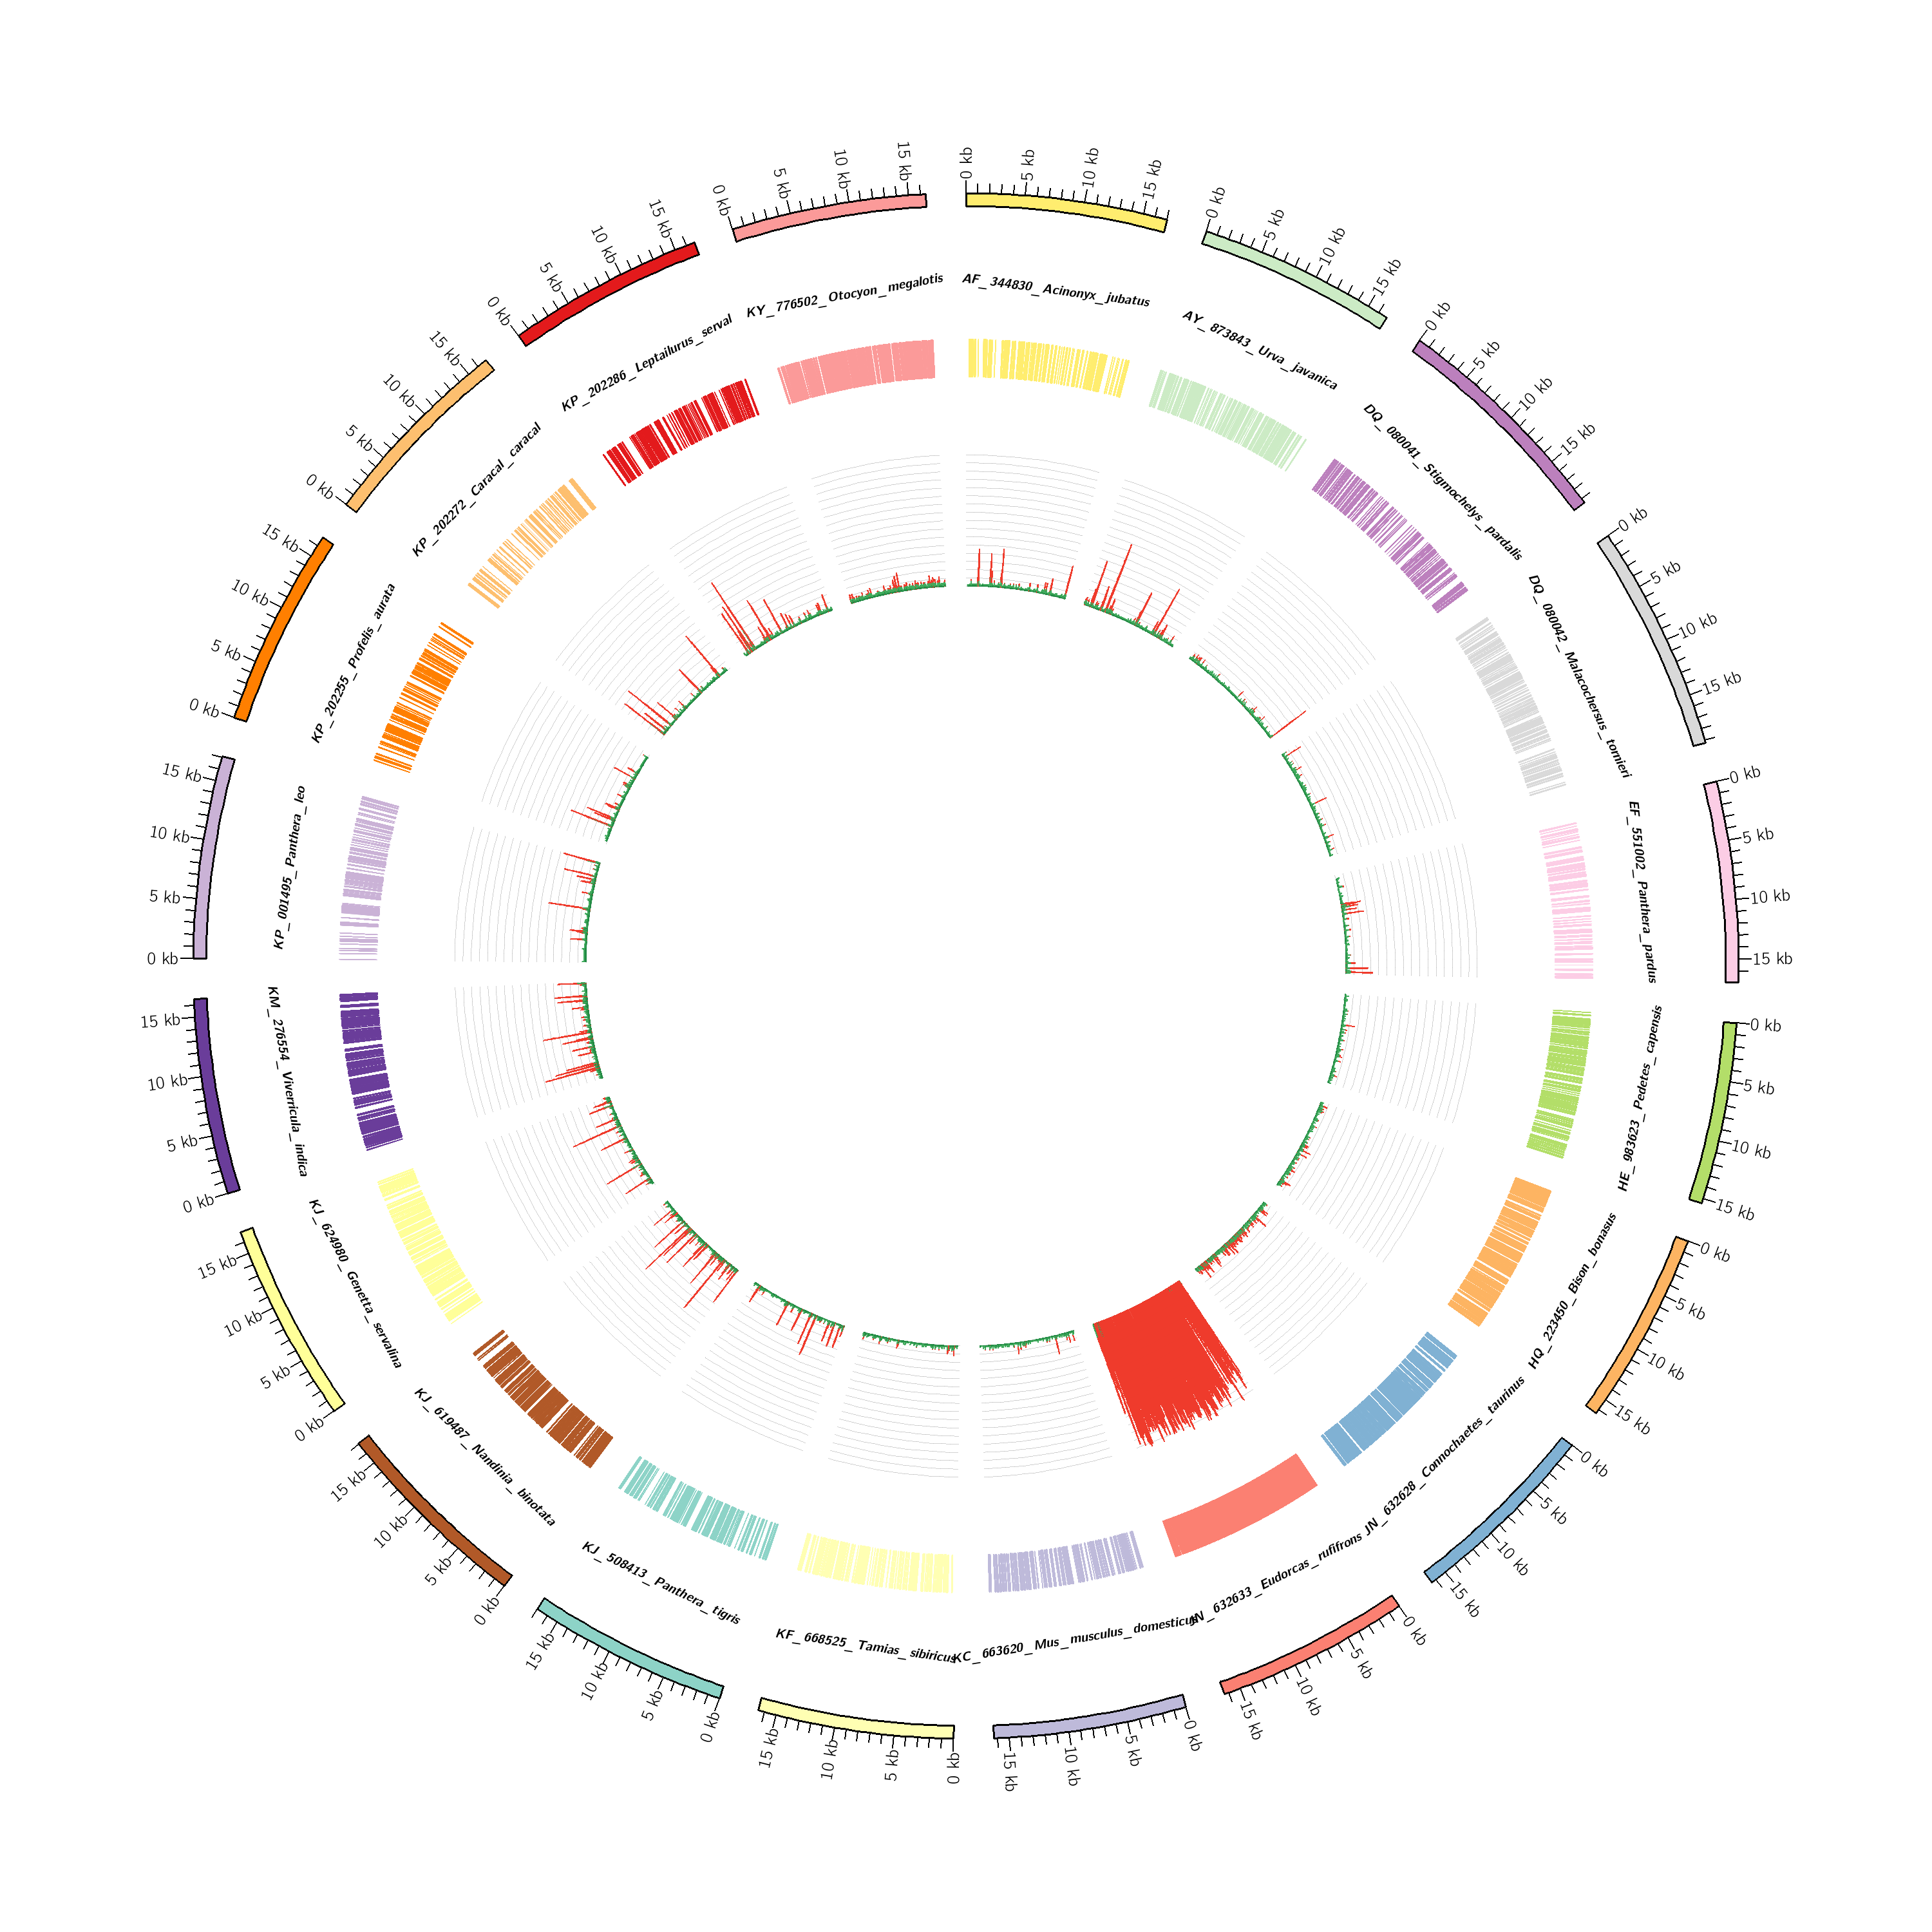 0 kb
5 kb
10 kb
15 kb
AF_344830_Acinonyx_jubatus
0 kb
5 kb
10 kb
15 kb
AY_873843_Urva_javanica
0 kb
5 kb
10 kb
15 kb
DQ_080041_Stigmochelys_pardalis
0 kb
5 kb
10 kb
15 kb
DQ_080042_Malacochersus_tornieri
0 kb
5 kb
10 kb
15 kb
EF_551002_Panthera_pardus
0 kb
5 kb
10 kb
15 kb
HE_983623_Pedetes_capensis
0 kb
5 kb
10 kb
15 kb
HQ_223450_Bison_bonasus
0 kb
5 kb
10 kb
15 kb
JN_632628_Connochaetes_taurinus
0 kb
5 kb
10 kb
15 kb
JN_632633_Eudorcas_rufifrons
0 kb
5 kb
10 kb
15 kb
KC_663620_Mus_musculus_domesticus
0 kb
5 kb
10 kb
15 kb
KF_668525_Tamias_sibiricus
0 kb
5 kb
10 kb
15 kb
KJ_508413_Panthera_tigris
0 kb
5 kb
10 kb
15 kb
KJ_619487_Nandinia_binotata
0 kb
5 kb
10 kb
15 kb
KJ_624980_Genetta_servalina
0 kb
5 kb
10 kb
15 kb
KM_276554_Viverricula_indica
0 kb
5 kb
10 kb
15 kb
KP_001495_Panthera_leo
0 kb
5 kb
10 kb
15 kb
KP_202255_Profelis_aurata
0 kb
5 kb
10 kb
15 kb
KP_202272_Caracal_caracal
0 kb
5 kb
10 kb
15 kb
KP_202286_Leptailurus_serval
0 kb
5 kb
10 kb
15 kb
KY_776502_Otocyon_megalotis